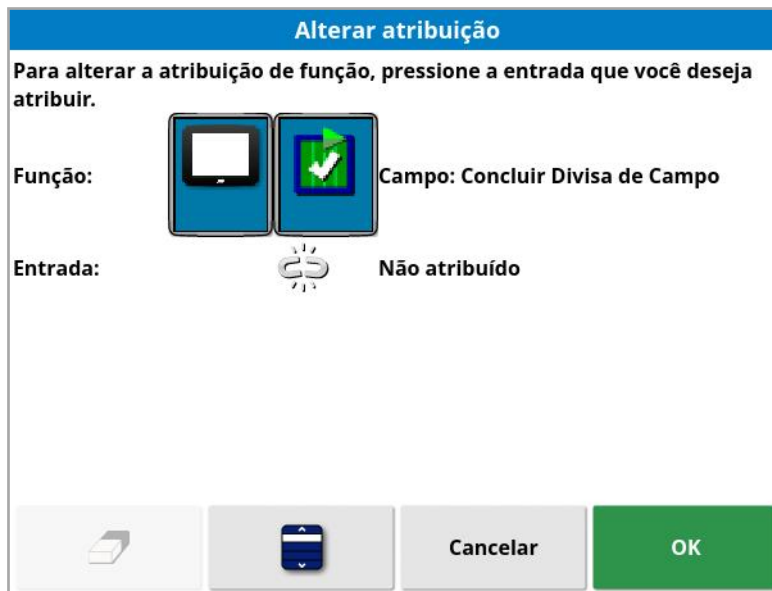 Alterar atribuição
Para alterar a atribuição de função, pressione a entrada que você deseja
atribuir.
Função:
Campo: Concluir Divisa de Campo
Entrada:
Não atribuído
Cancelar
OK